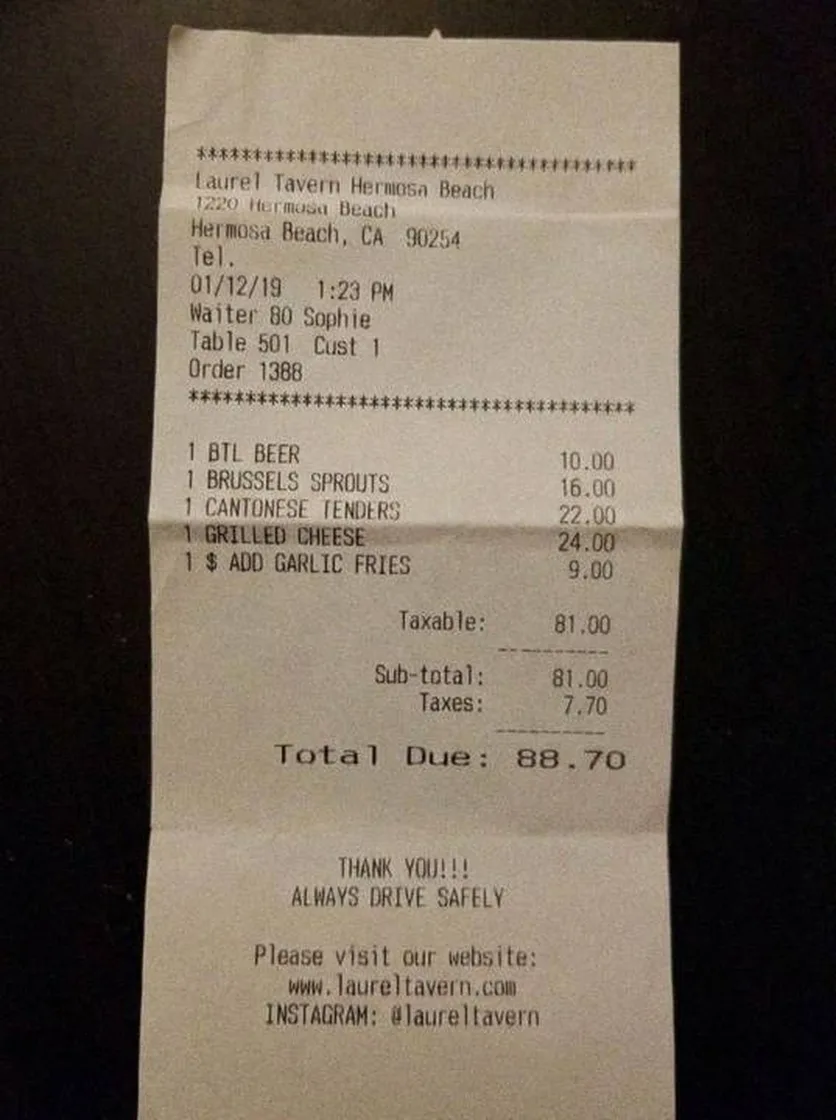 ****************************************
Laurel Tavern Hermosa Beach
1220 Hermosa Beach
Hermosa Beach, CA 90254
Tel.
01/12/19 1:23 PM
Waiter 80 Sophie
Table 501 Cust 1
Order 1388
****************************************
1 BTL BEER 10.00
1 BRUSSELS SPROUTS 16.00
1 CANTONESE TENDERS 22.00
1 GRILLED CHEESE 24.00
1 $ ADD GARLIC FRIES 9.00
Taxable: 81.00
----------
Sub-total: 81.00
Taxes: 7.70
----------
Total Due: 88.70
THANK YOU!!!
ALWAYS DRIVE SAFELY
Please visit our website:
www.laureltavern.com
INSTAGRAM: @laureltavern